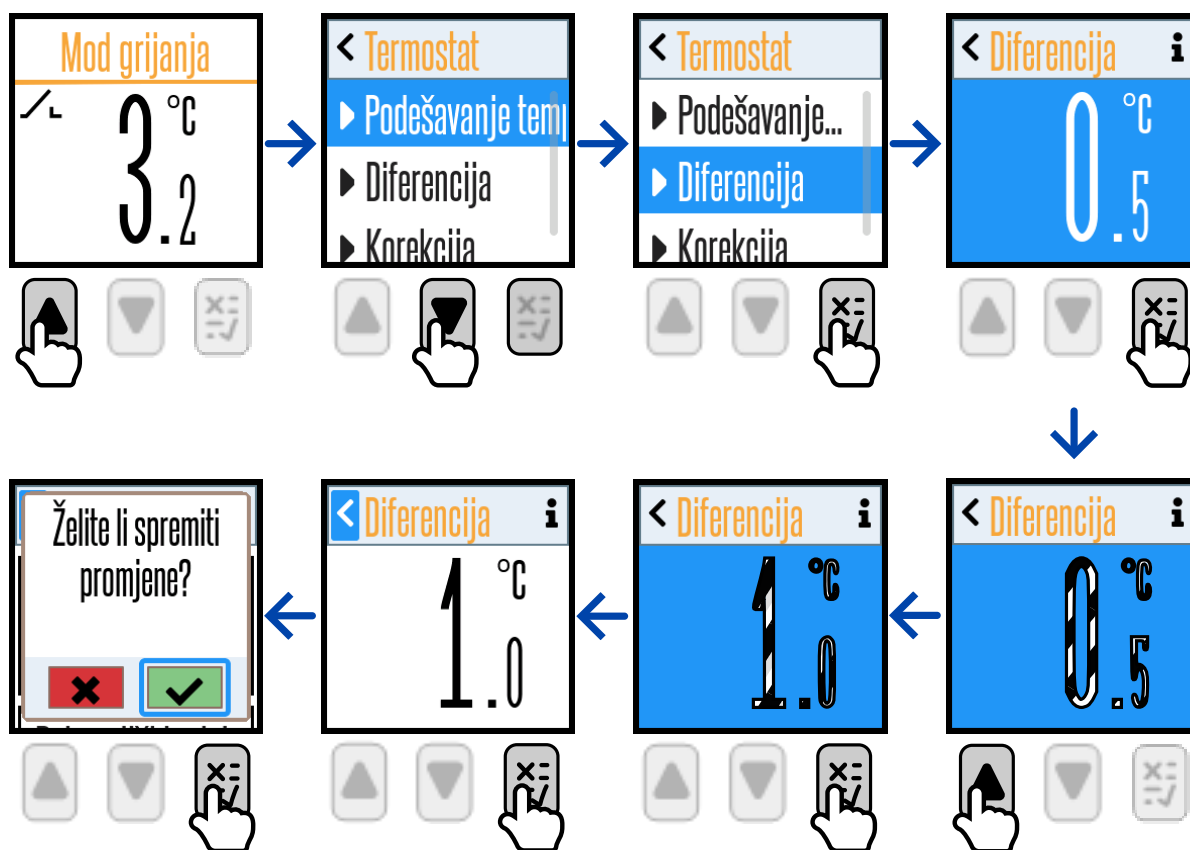 Mod grijanja
3.2 °C
Termostat
Podešavanje temp
Diferencija
Korekcija
Termostat
Podešavanje...
Diferencija
Korekcija
Diferencija i
0.5 °C
Diferencija i
0.5 °C
Diferencija i
1.0 °C
Diferencija i
1.0 °C
Želite li spremiti
promjene?